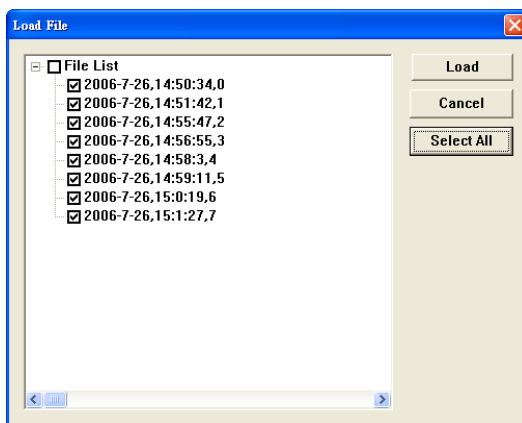 Load File
File List
2006-7-26,14:50:34,0
2006-7-26,14:51:42,1
2006-7-26,14:55:47,2
2006-7-26,14:56:55,3
2006-7-26,14:58:3,4
2006-7-26,14:59:11,5
2006-7-26,15:0:19,6
2006-7-26,15:1:27,7
Load
Cancel
Select All